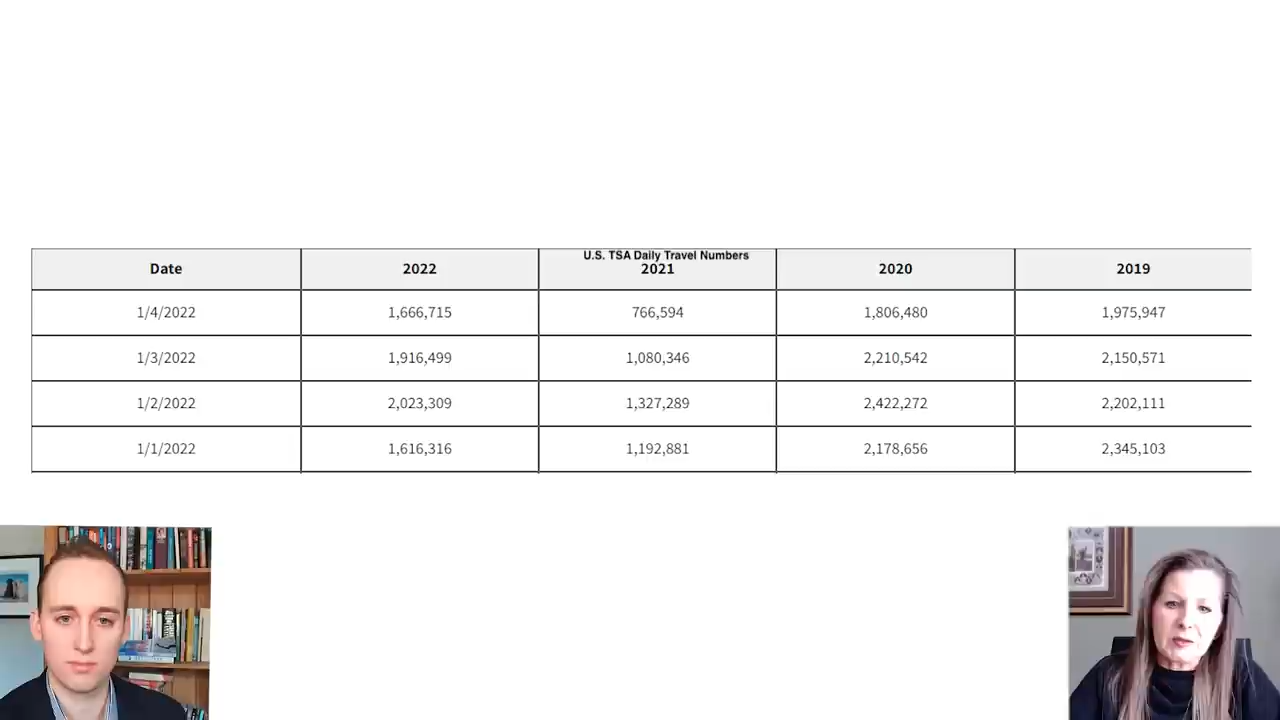 U.S. TSA Daily Travel Numbers
Date 2022 2021 2020 2019
1/4/2022 1,666,715 766,594 1,806,480 1,975,947
1/3/2022 1,916,499 1,080,346 2,210,542 2,150,571
1/2/2022 2,023,309 1,327,289 2,422,272 2,202,111
1/1/2022 1,616,316 1,192,881 2,178,656 2,345,103